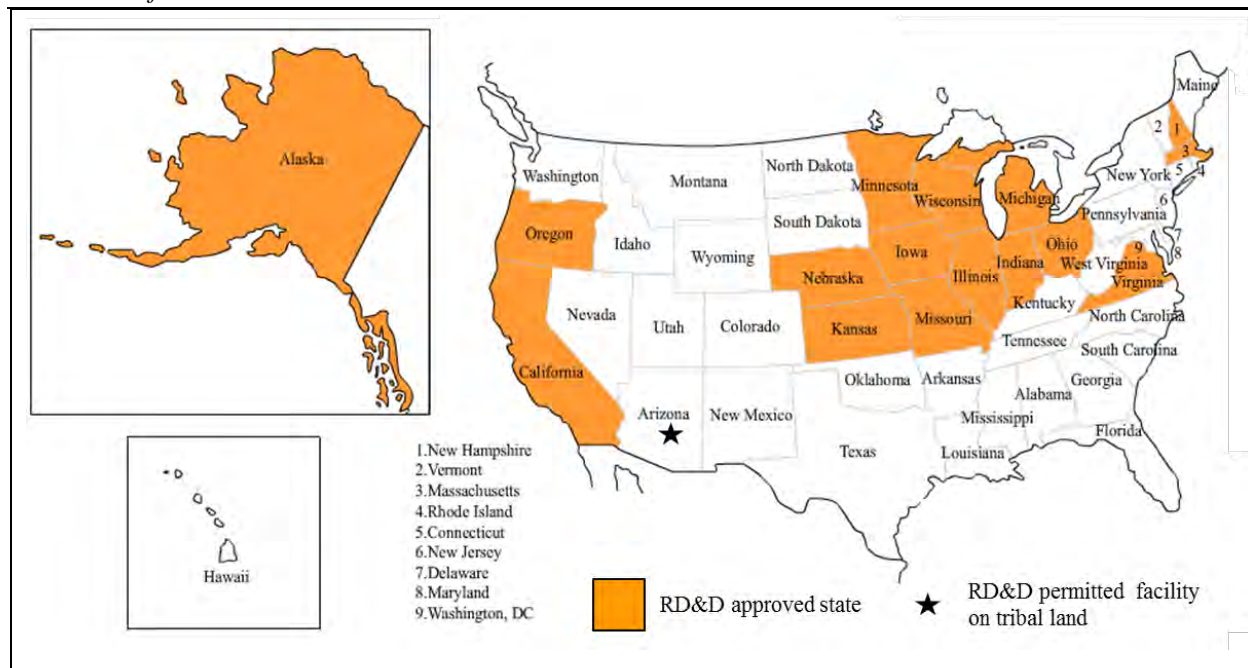 Alaska
Hawaii
Washington
Oregon
California
Idaho
Nevada
Montana
Wyoming
Utah
Colorado
Arizona
New Mexico
North Dakota
South Dakota
Nebraska
Kansas
Oklahoma
Texas
Minnesota
Iowa
Missouri
Arkansas
Louisiana
Wisconsin
Illinois
Michigan
Indiana
Ohio
Kentucky
Tennessee
Mississippi
Alabama
Georgia
Florida
South Carolina
North Carolina
Virginia
West Virginia
Pennsylvania
New York
Maine
1
2
3
4
5
6
7
8
9
1.New Hampshire
2.Vermont
3.Massachusetts
4.Rhode Island
5.Connecticut
6.New Jersey
7.Delaware
8.Maryland
9.Washington, DC
RD&D approved state
RD&D permitted facility
on tribal land